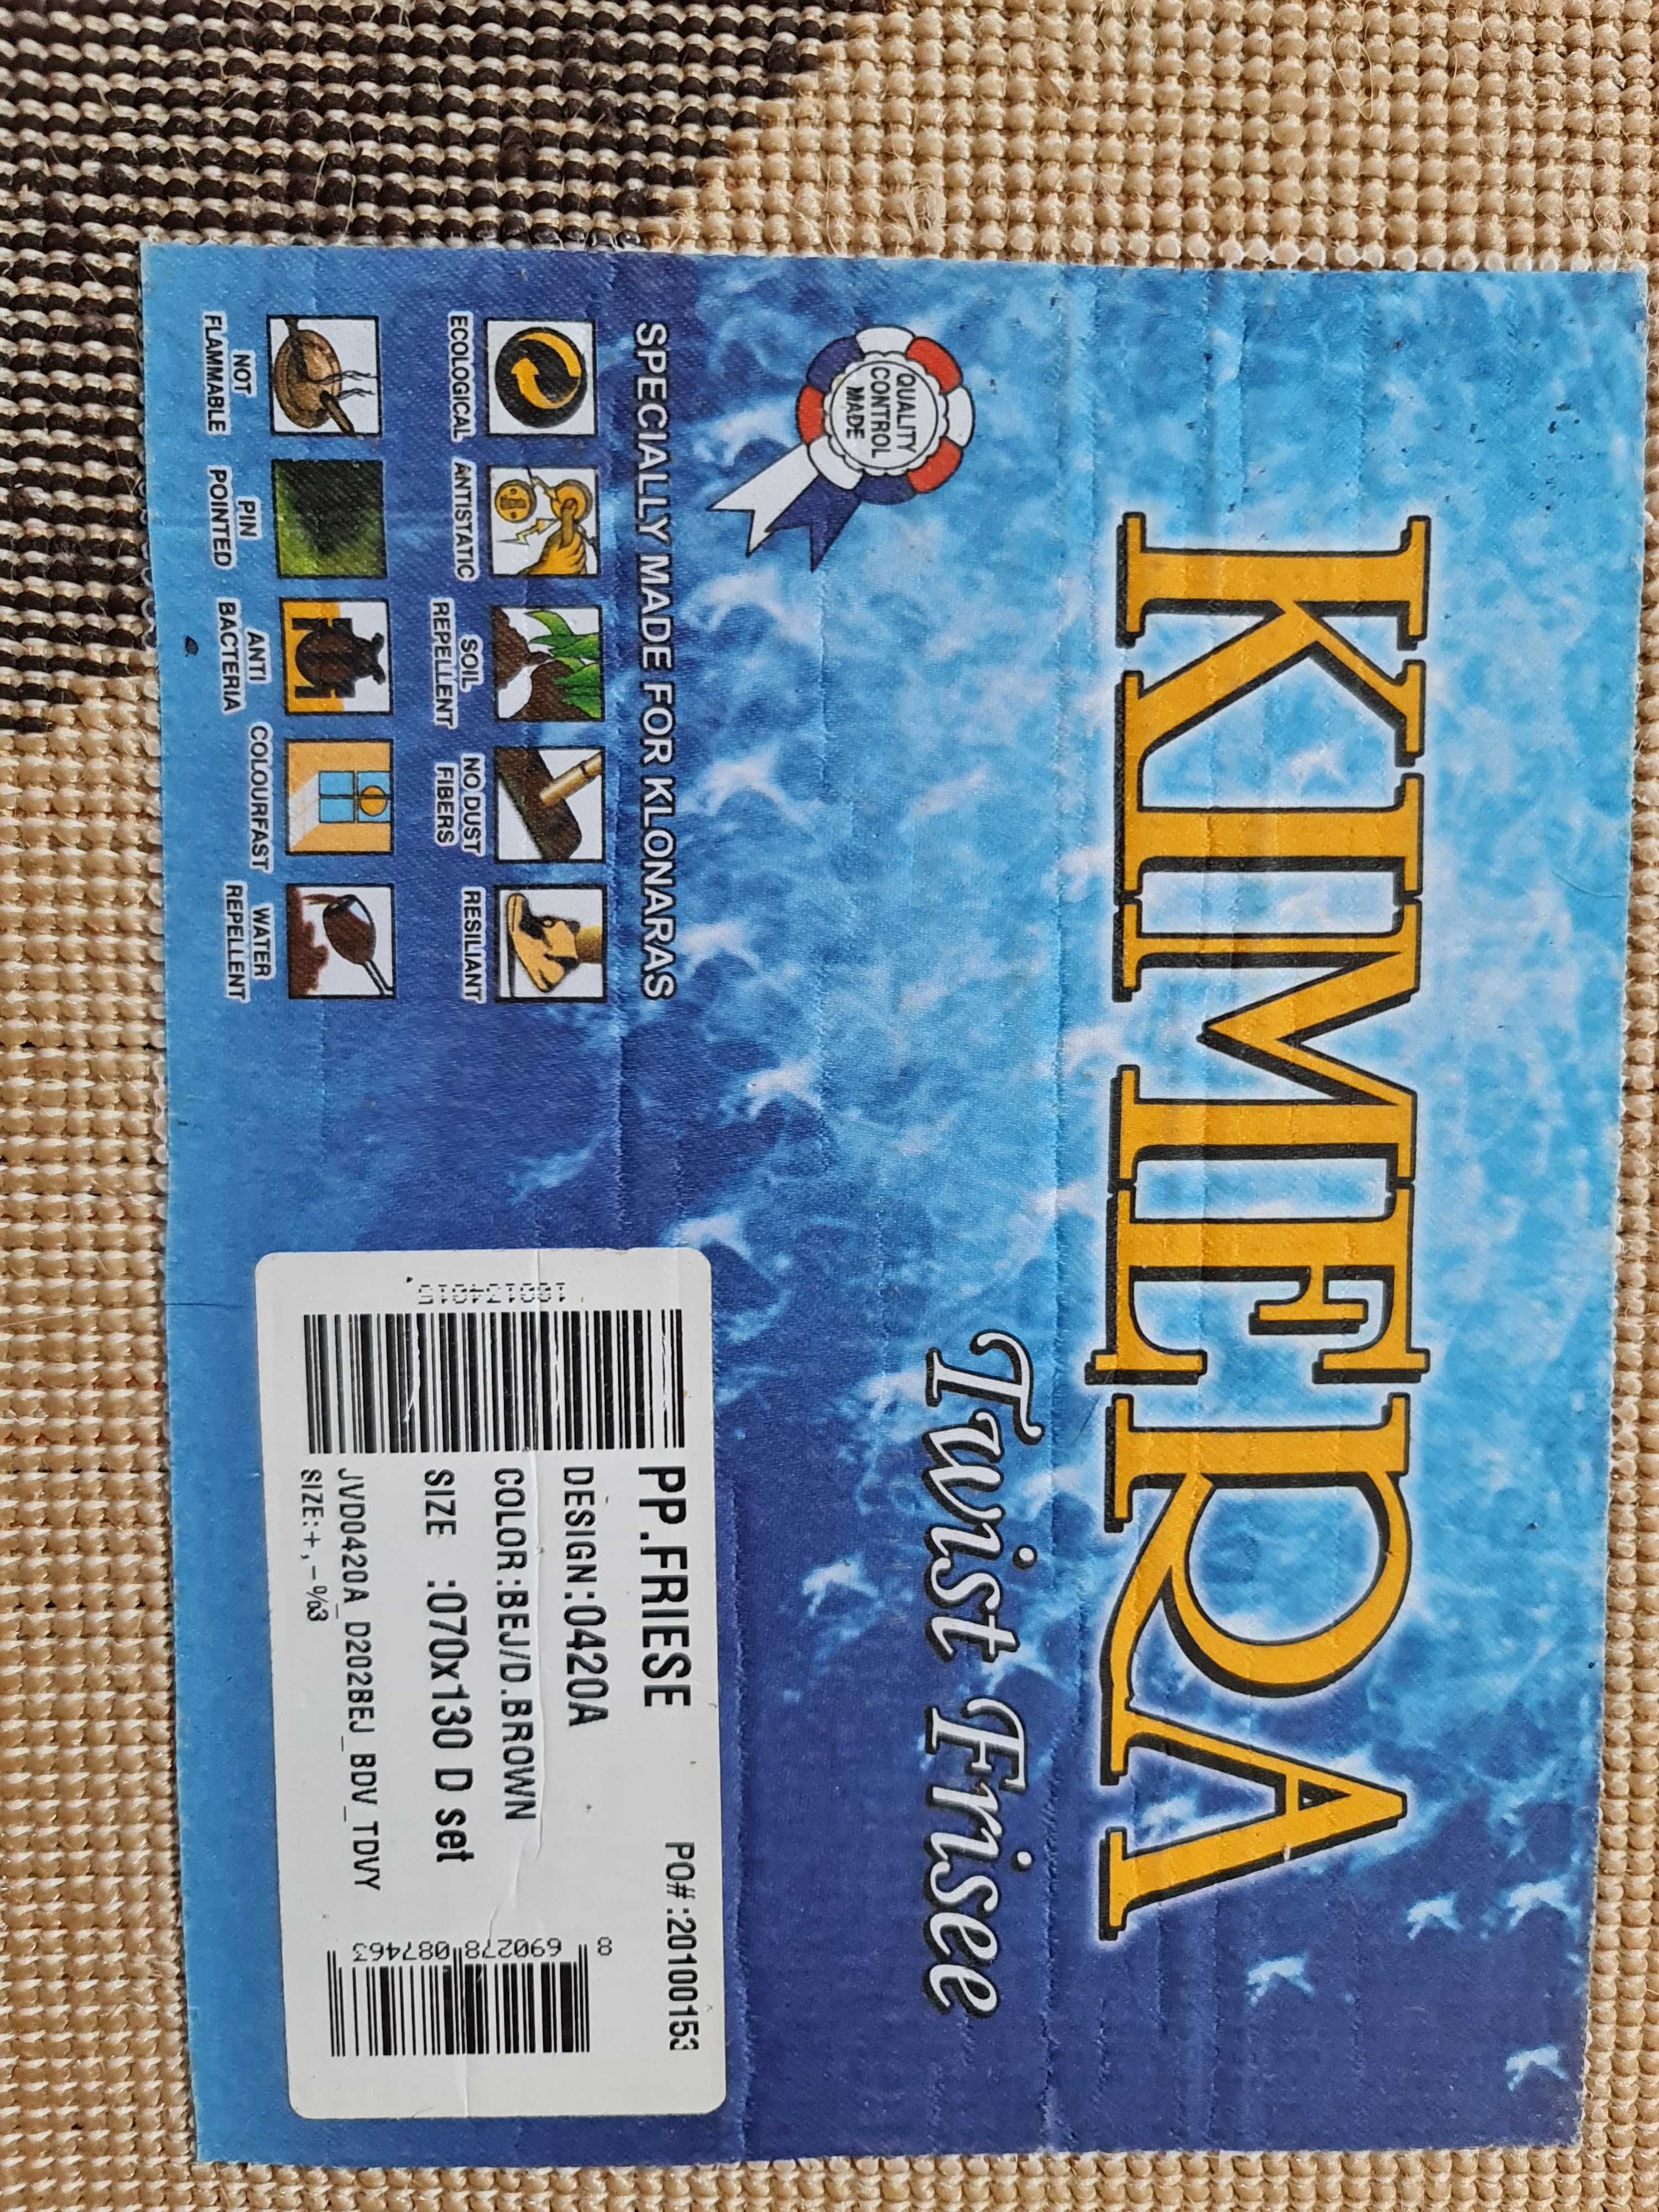 KIMERA
Twist Frisee
QUALITY
CONTROL
MADE
SPECIALLY MADE FOR KLONARAS
ECOLOGICAL
ANTISTATIC
SOIL
REPELLENT
NO DUST
FIBERS
RESILIANT
NOT
FLAMMABLE
PIN
POINTED
ANTI
BACTERIA
COLOURFAST
WATER
REPELLENT
PP.FRIESE
PO#:20100153
DESIGN:0420A
COLOR:BEJ/D.BROWN
SIZE :070x130 D set
JVD0420A_D202BEJ_BDV_TDVY
SIZE:+,-%3
8 690278 087463